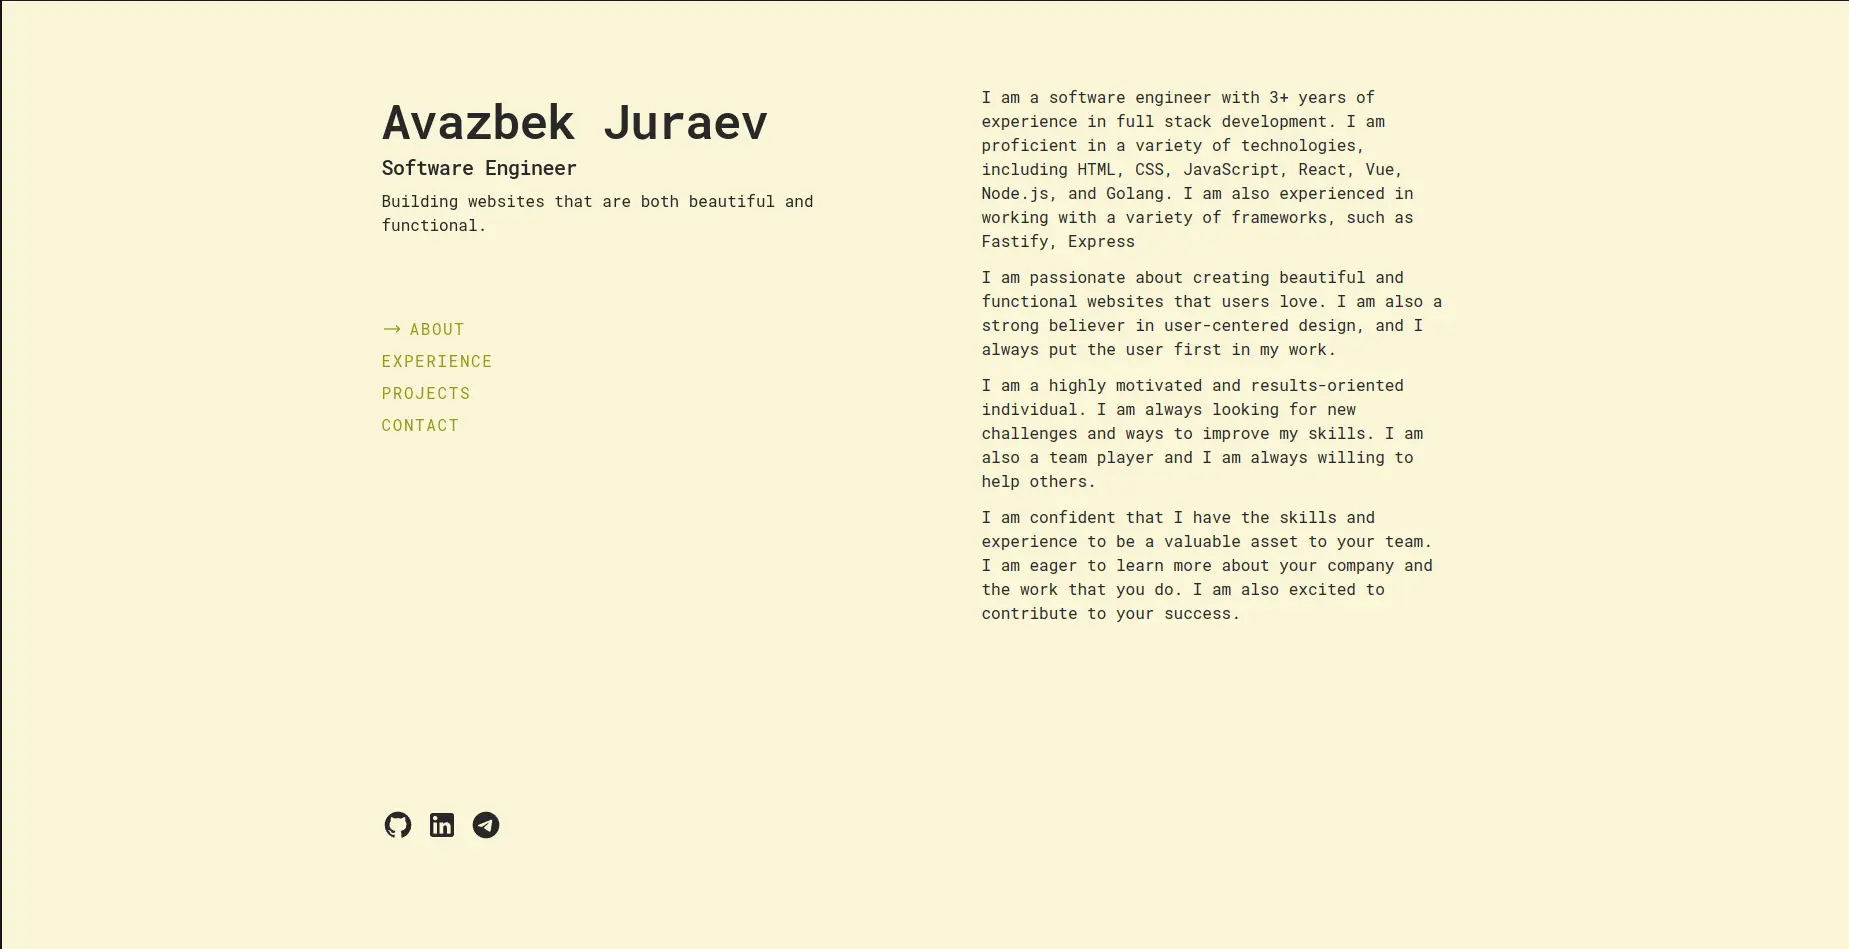 Avazbek Juraev
Software Engineer
Building websites that are both beautiful and
functional.
→ ABOUT
EXPERIENCE
PROJECTS
CONTACT
in
I am a software engineer with 3+ years of
experience in full stack development. I am
proficient in a variety of technologies,
including HTML, CSS, JavaScript, React, Vue,
Node.js, and Golang. I am also experienced in
working with a variety of frameworks, such as
Fastify, Express
I am passionate about creating beautiful and
functional websites that users love. I am also a
strong believer in user-centered design, and I
always put the user first in my work.
I am a highly motivated and results-oriented
individual. I am always looking for new
challenges and ways to improve my skills. I am
also a team player and I am always willing to
help others.
I am confident that I have the skills and
experience to be a valuable asset to your team.
I am eager to learn more about your company and
the work that you do. I am also excited to
contribute to your success.